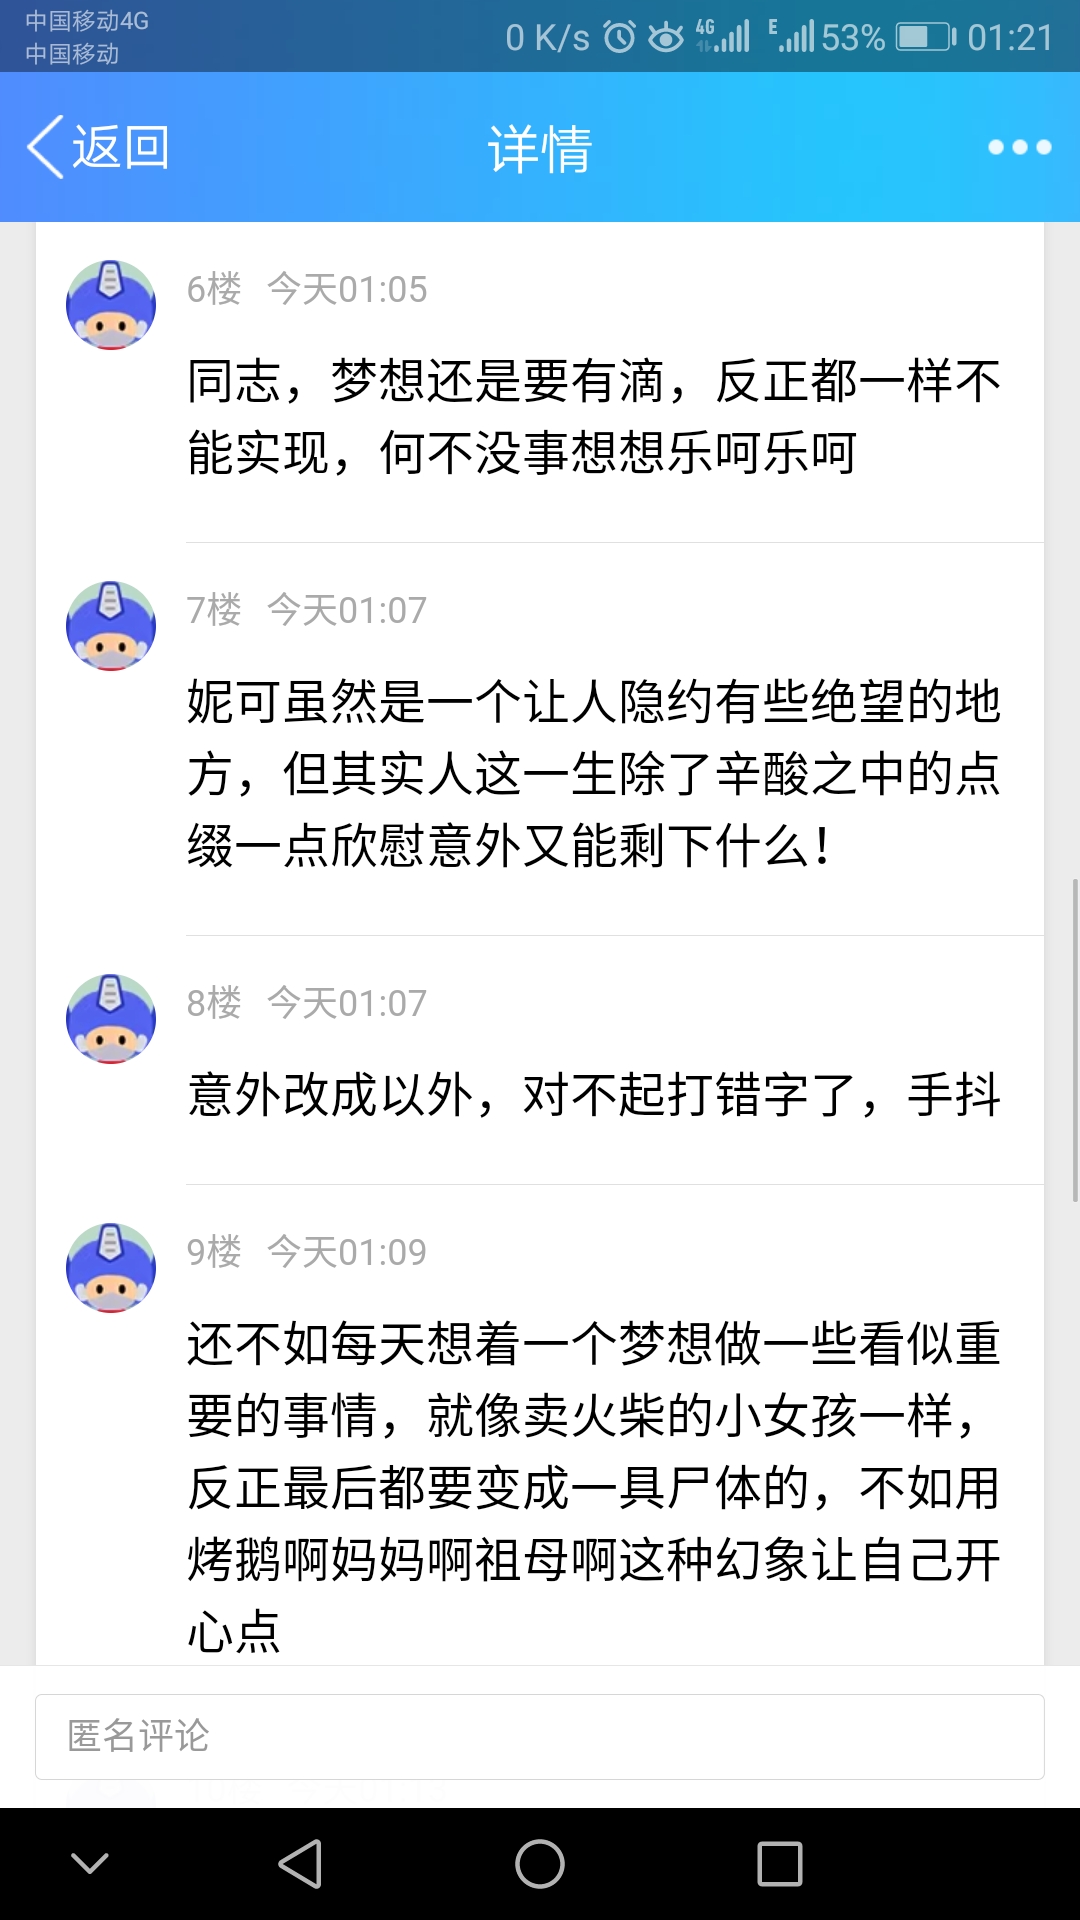 中国移动4G
中国移动
0 K/s 4G E 53% 01:21
返回 详情
6楼 今天01:05
同志，梦想还是要有滴，反正都一样不
能实现，何不没事想想乐呵乐呵
7楼 今天01:07
妮可虽然是一个让人隐约有些绝望的地
方，但其实人这一生除了辛酸之中的点
缀一点欣慰意外又能剩下什么！
8楼 今天01:07
意外改成以外，对不起打错字了，手抖
9楼 今天01:09
还不如每天想着一个梦想做一些看似重
要的事情，就像卖火柴的小女孩一样，
反正最后都要变成一具尸体的，不如用
烤鹅啊妈妈啊祖母啊这种幻象让自己开
心点
匿名评论